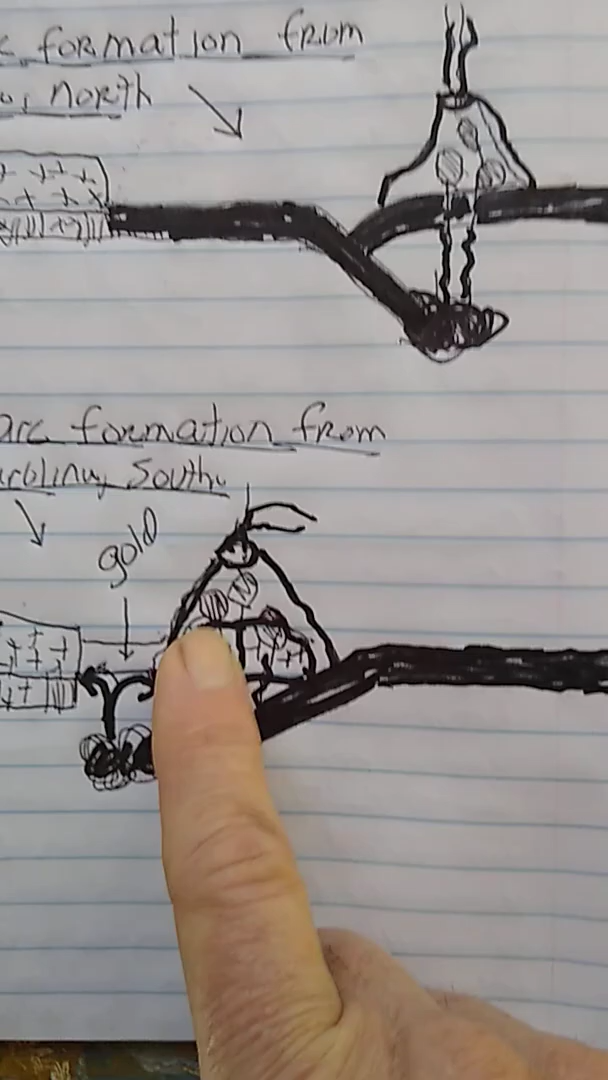 formation from
north
arc formation from
South
gold